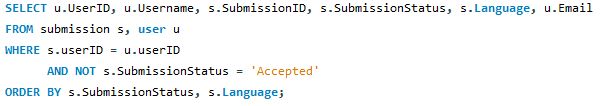 SELECT u.UserID, u.Username, s.SubmissionID, s.SubmissionStatus, s.Language, u.Email
FROM submission s, user u
WHERE s.userID = u.userID
AND NOT s.SubmissionStatus = 'Accepted'
ORDER BY s.SubmissionStatus, s.Language;